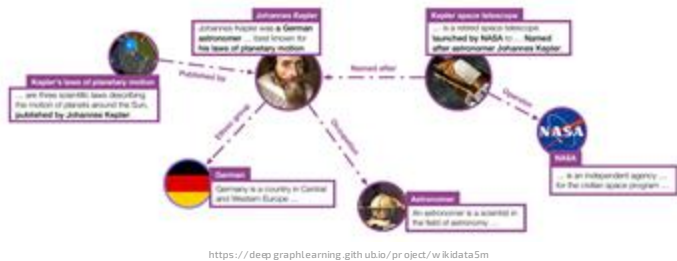 Johannes Kepler
Johannes Kepler was a German
astronomer ... best known for
his laws of planetary motion
Kepler space telescope
... is a retired space telescope
launched by NASA to ... Named
after astronomer Johannes Kepler.
Published by
Named after
Operator
Kepler's laws of planetary motion
... are three scientific laws describing
the motion of planets around the Sun,
published by Johannes Kepler
NASA
NASA
... is an independent agency ...
for the civilian space program ...
Ethnic group
Occupation
German
Germany is a country in Central
and Western Europe ...
Astronomer
An astronomer is a scientist in
the field of astronomy ...
https://deepgraphlearning.github.io/project/wikidata5m